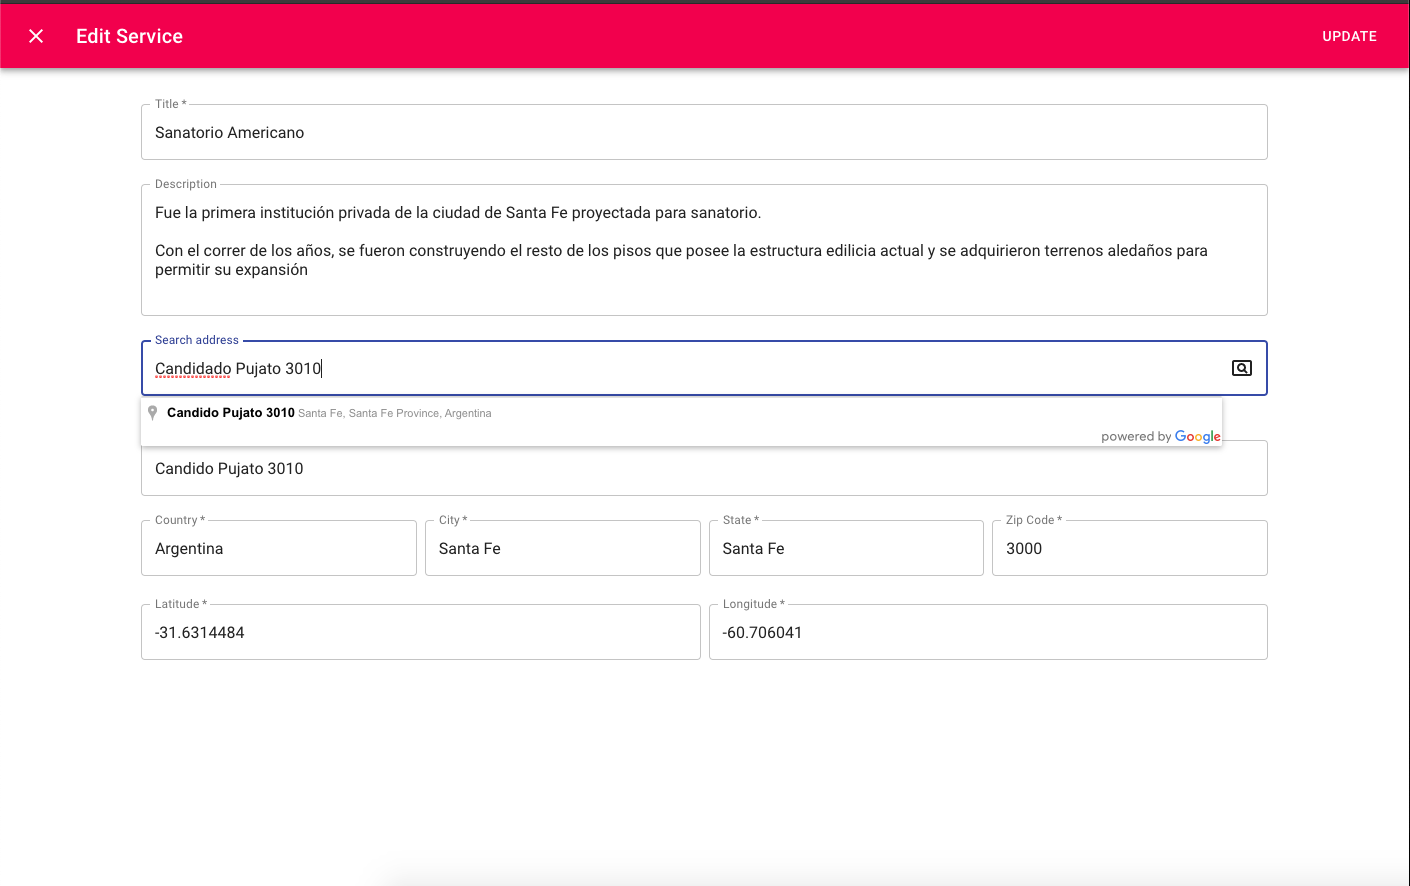 Edit Service
UPDATE
Title *
Sanatorio Americano
Description
Fue la primera institución privada de la ciudad de Santa Fe proyectada para sanatorio.
Con el correr de los años, se fueron construyendo el resto de los pisos que posee la estructura edilicia actual y se adquirieron terrenos aledaños para
permitir su expansión
Search address
Candidado Pujato 3010
Candido Pujato 3010 Santa Fe, Santa Fe Province, Argentina
powered by Google
Candido Pujato 3010
Country *
City *
State *
Zip Code *
Argentina
Santa Fe
Santa Fe
3000
Latitude *
Longitude *
-31.6314484
-60.706041